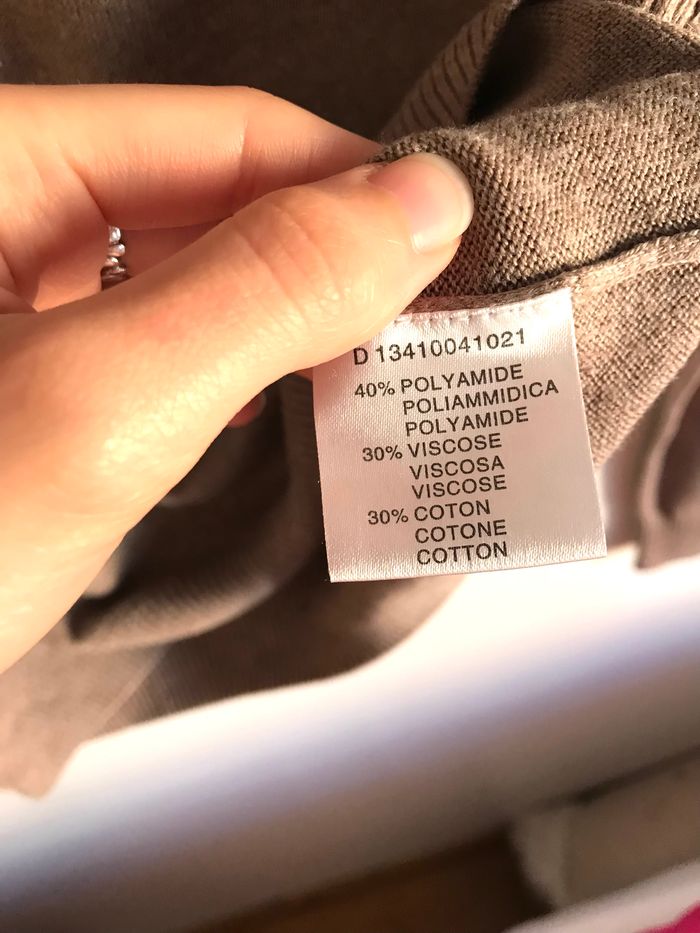 D 13410041021
40% POLYAMIDE
POLIAMMIDICA
POLYAMIDE
30% VISCOSE
VISCOSA
VISCOSE
30% COTON
COTONE
COTTON